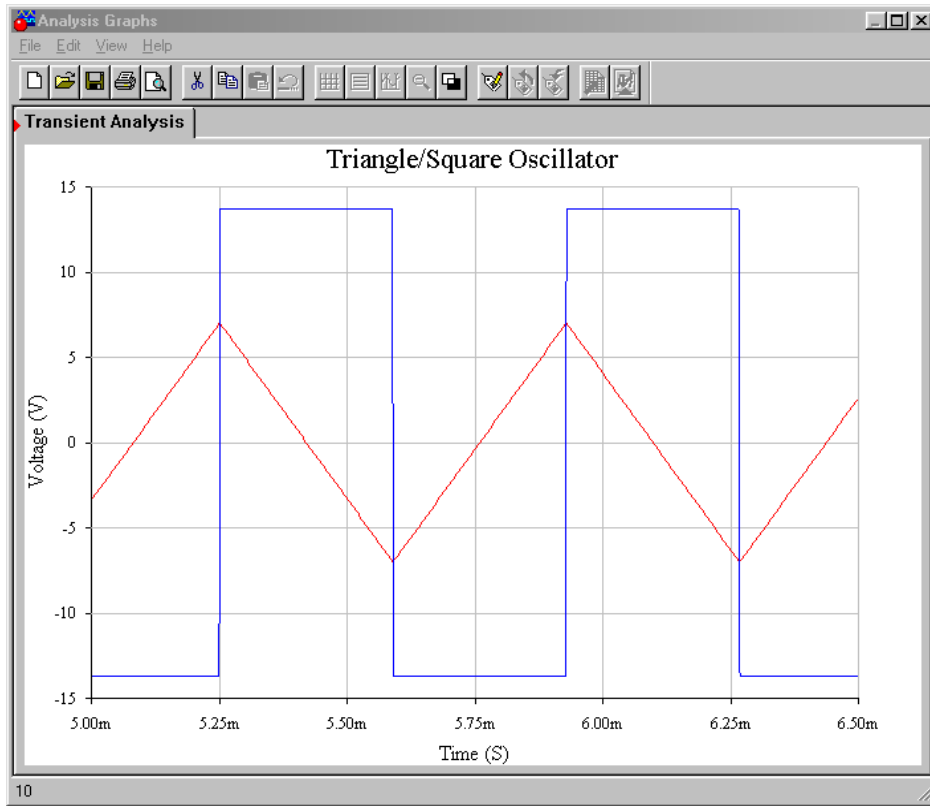 Analysis Graphs
File Edit View Help
Transient Analysis
Triangle/Square Oscillator
15
10
5
0
-5
-10
-15
Voltage (V)
5.00m 5.25m 5.50m 5.75m 6.00m 6.25m 6.50m
Time (S)
10